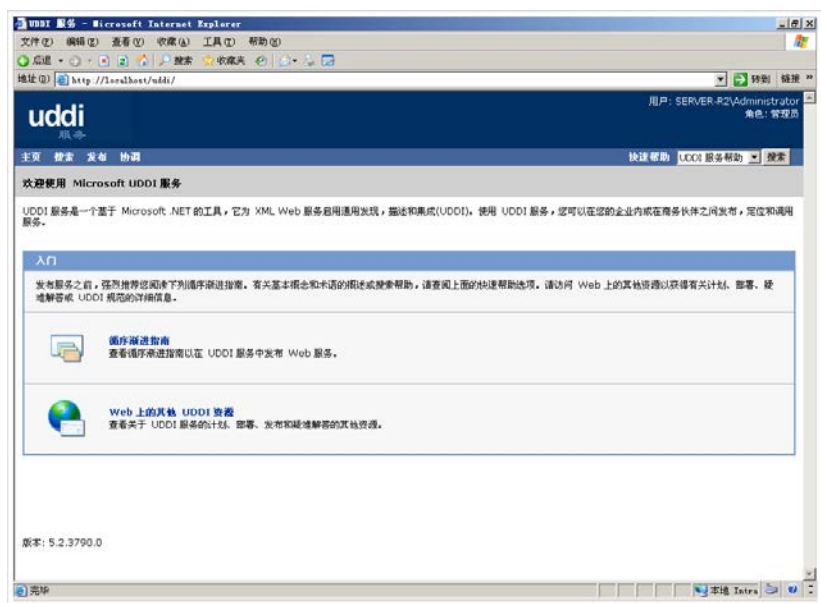 UDDI 服务 - Microsoft Internet Explorer
文件(F) 编辑(E) 查看(V) 收藏(A) 工具(T) 帮助(H)
后退 搜索 收藏夹
地址(D) http://localhost/uddi/ 转到 链接 »
uddi
服务
用户: SERVER-R2\Administrator
角色: 管理员
主页 搜索 发布 协调 快速帮助 UDDI 服务帮助 搜索
欢迎使用 Microsoft UDDI 服务
UDDI 服务是一个基于 Microsoft .NET 的工具，它为 XML Web 服务启用通用发现，描述和集成(UDDI)。使用 UDDI 服务，您可以在您的企业内或在商务伙伴之间发布，定位和调用
服务。
入门
发布服务之前，强烈推荐您阅读下列循序渐进指南。有关基本概念和术语的概述或搜索帮助，请查阅上面的快速帮助选项。请访问 Web 上的其他资源以获得有关计划、部署、疑
难解答或 UDDI 规范的详细信息。
循序渐进指南
查看循序渐进指南以在 UDDI 服务中发布 Web 服务。
Web 上的其他 UDDI 资源
查看关于 UDDI 服务的计划、部署、发布和疑难解答的其他资源。
版本: 5.2.3790.0
完毕 本地 Intra